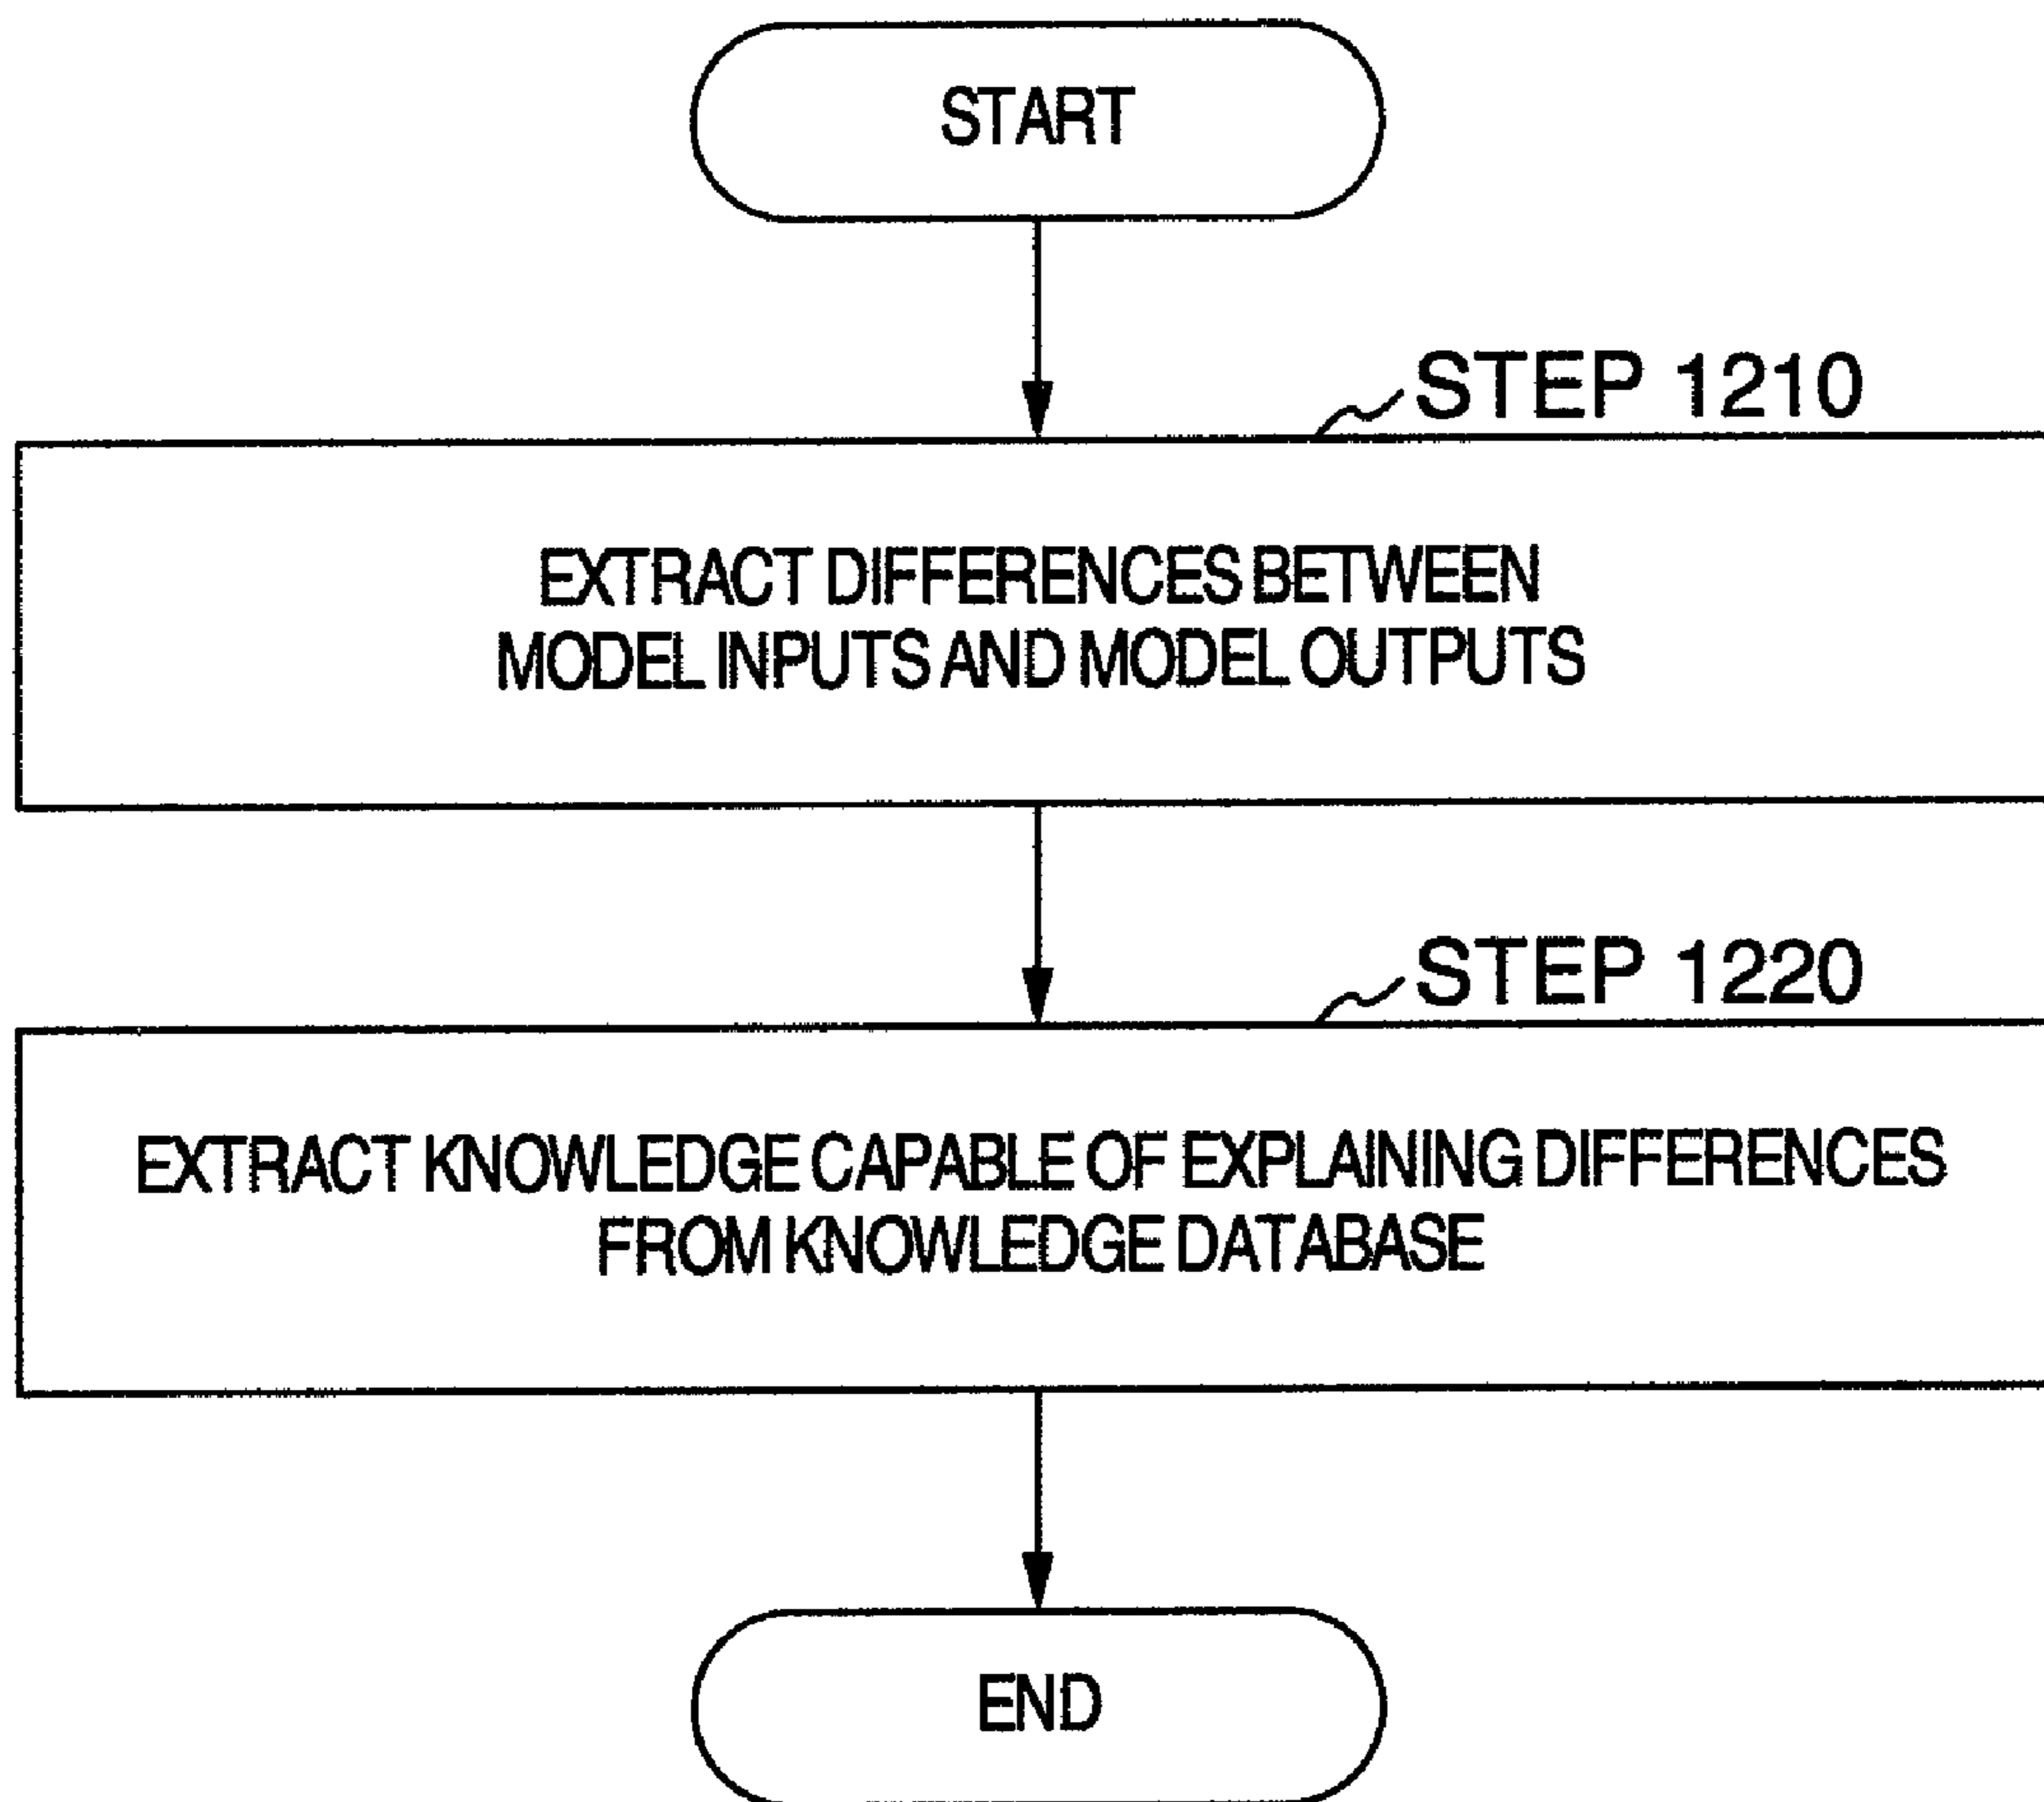 START
STEP 1210
EXTRACT DIFFERENCES BETWEEN
MODEL INPUTS AND MODEL OUTPUTS
STEP 1220
EXTRACT KNOWLEDGE CAPABLE OF EXPLAINING DIFFERENCES
FROM KNOWLEDGE DATABASE
END